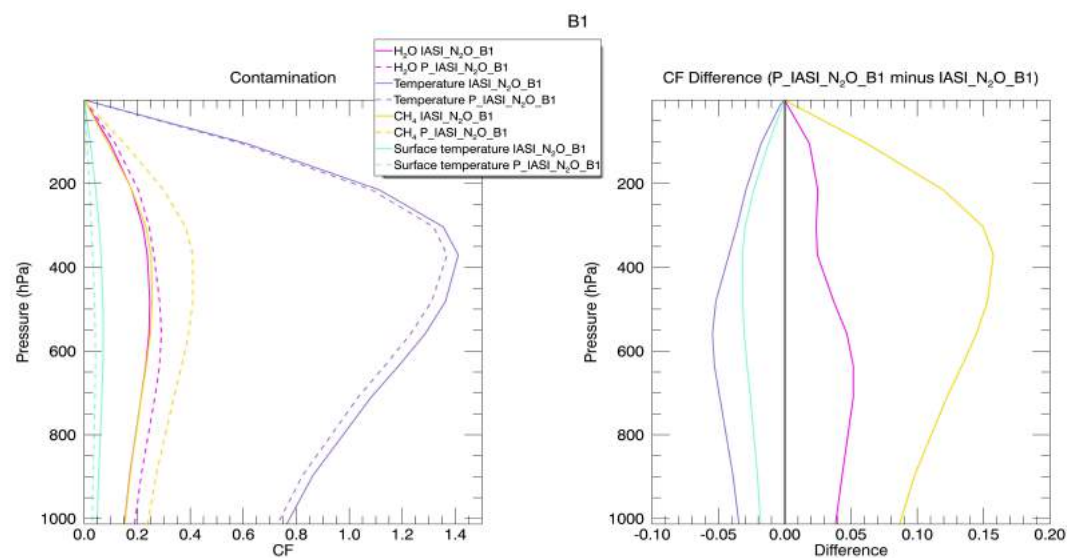 B1
H₂O IASI_N₂O_B1
H₂O P_IASI_N₂O_B1
Temperature IASI_N₂O_B1
Temperature P_IASI_N₂O_B1
CH₄ IASI_N₂O_B1
CH₄ P_IASI_N₂O_B1
Surface temperature IASI_N₂O_B1
Surface temperature P_IASI_N₂O_B1
Contamination
Pressure (hPa)
200
400
600
800
1000
0.0 0.2 0.4 0.6 0.8 1.0 1.2 1.4
CF
CF Difference (P_IASI_N₂O_B1 minus IASI_N₂O_B1)
Pressure (hPa)
200
400
600
800
1000
-0.10 -0.05 0.00 0.05 0.10 0.15 0.20
Difference